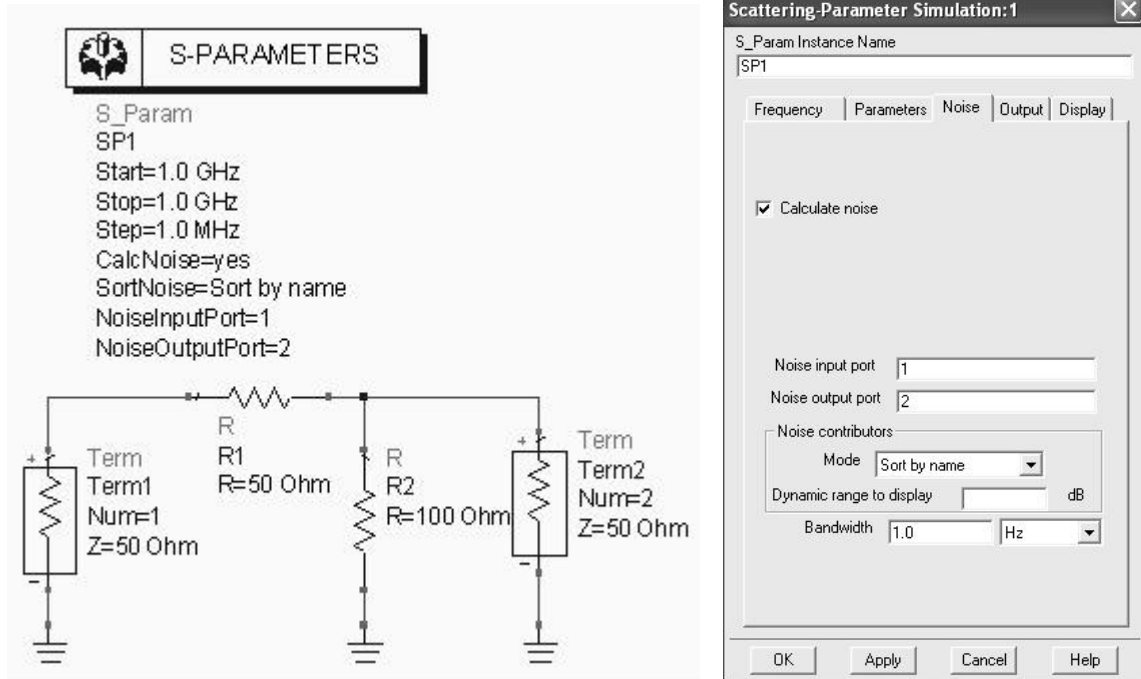 S-PARAMETERS
S_Param
SP1
Start=1.0 GHz
Stop=1.0 GHz
Step=1.0 MHz
CalcNoise=yes
SortNoise=Sort by name
NoiseInputPort=1
NoiseOutputPort=2
+
Term
Term1
Num=1
Z=50 Ohm
-
R
R1
R=50 Ohm
R
R2
R=100 Ohm
+
Term
Term2
Num=2
Z=50 Ohm
-
Scattering-Parameter Simulation:1
S_Param Instance Name
SP1
Frequency Parameters Noise Output Display
Calculate noise
Noise input port 1
Noise output port 2
Noise contributors
Mode Sort by name
Dynamic range to display dB
Bandwidth 1.0 Hz
OK Apply Cancel Help